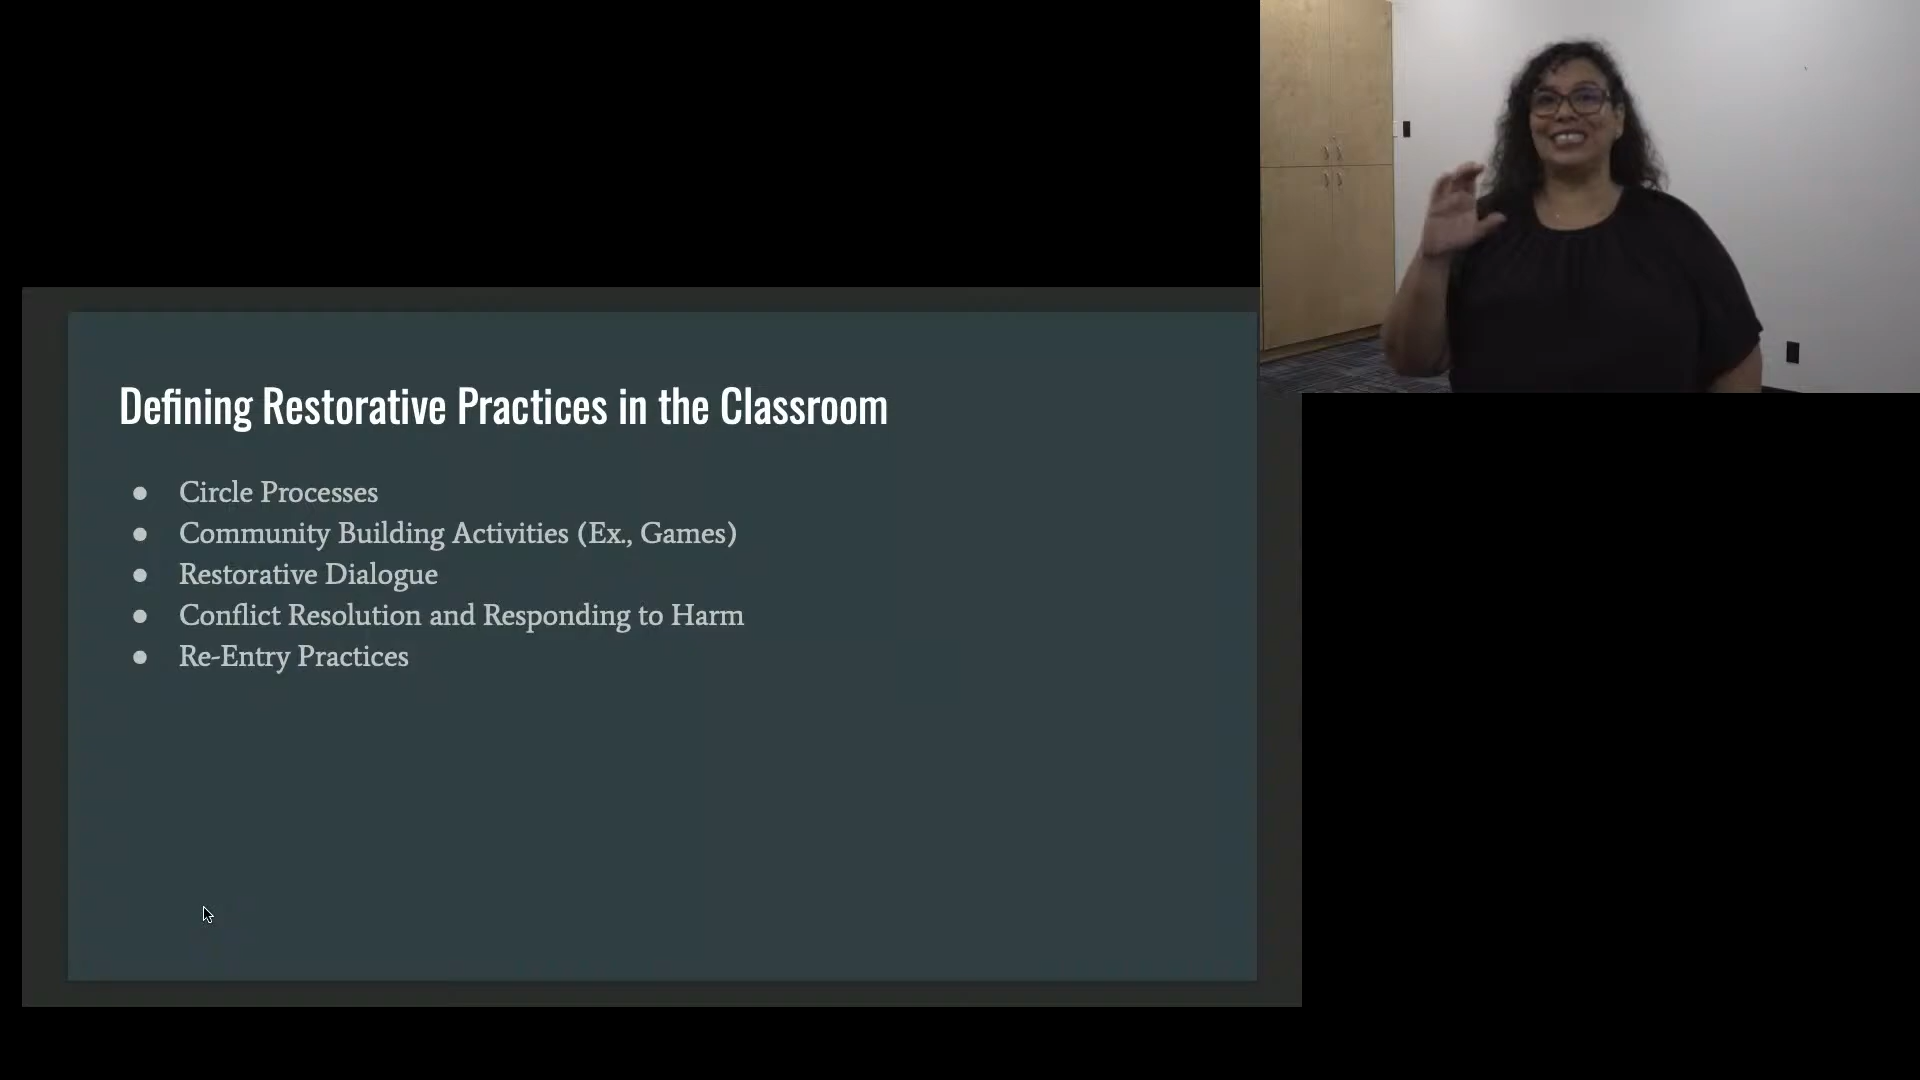 Defining Restorative Practices in the Classroom
● Circle Processes
● Community Building Activities (Ex., Games)
● Restorative Dialogue
● Conflict Resolution and Responding to Harm
● Re-Entry Practices